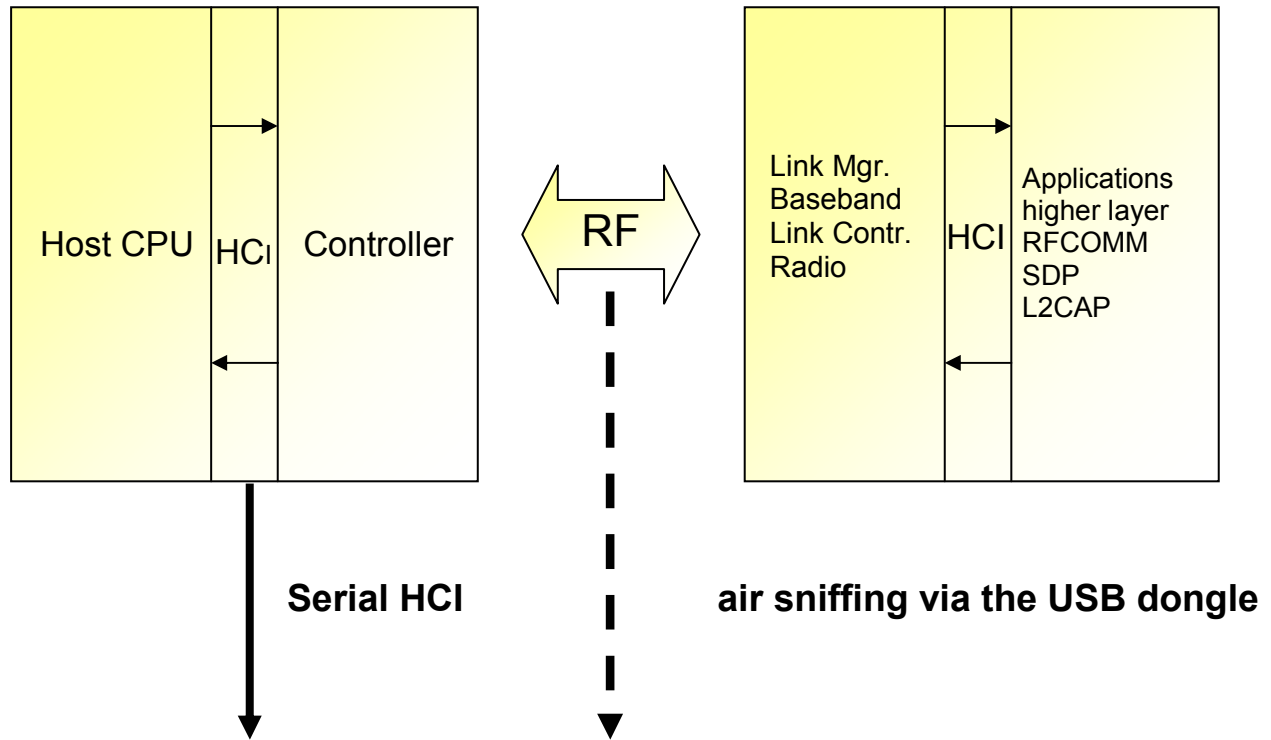 Host CPU
HCI
Controller
RF
Link Mgr.
Baseband
Link Contr.
Radio
HCI
Applications
higher layer
RFCOMM
SDP
L2CAP
Serial HCI
air sniffing via the USB dongle